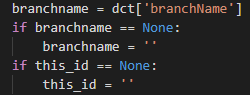 branchname = dct['branchName']
if branchname == None:
    branchname = ''
if this_id == None:
    this_id = ''